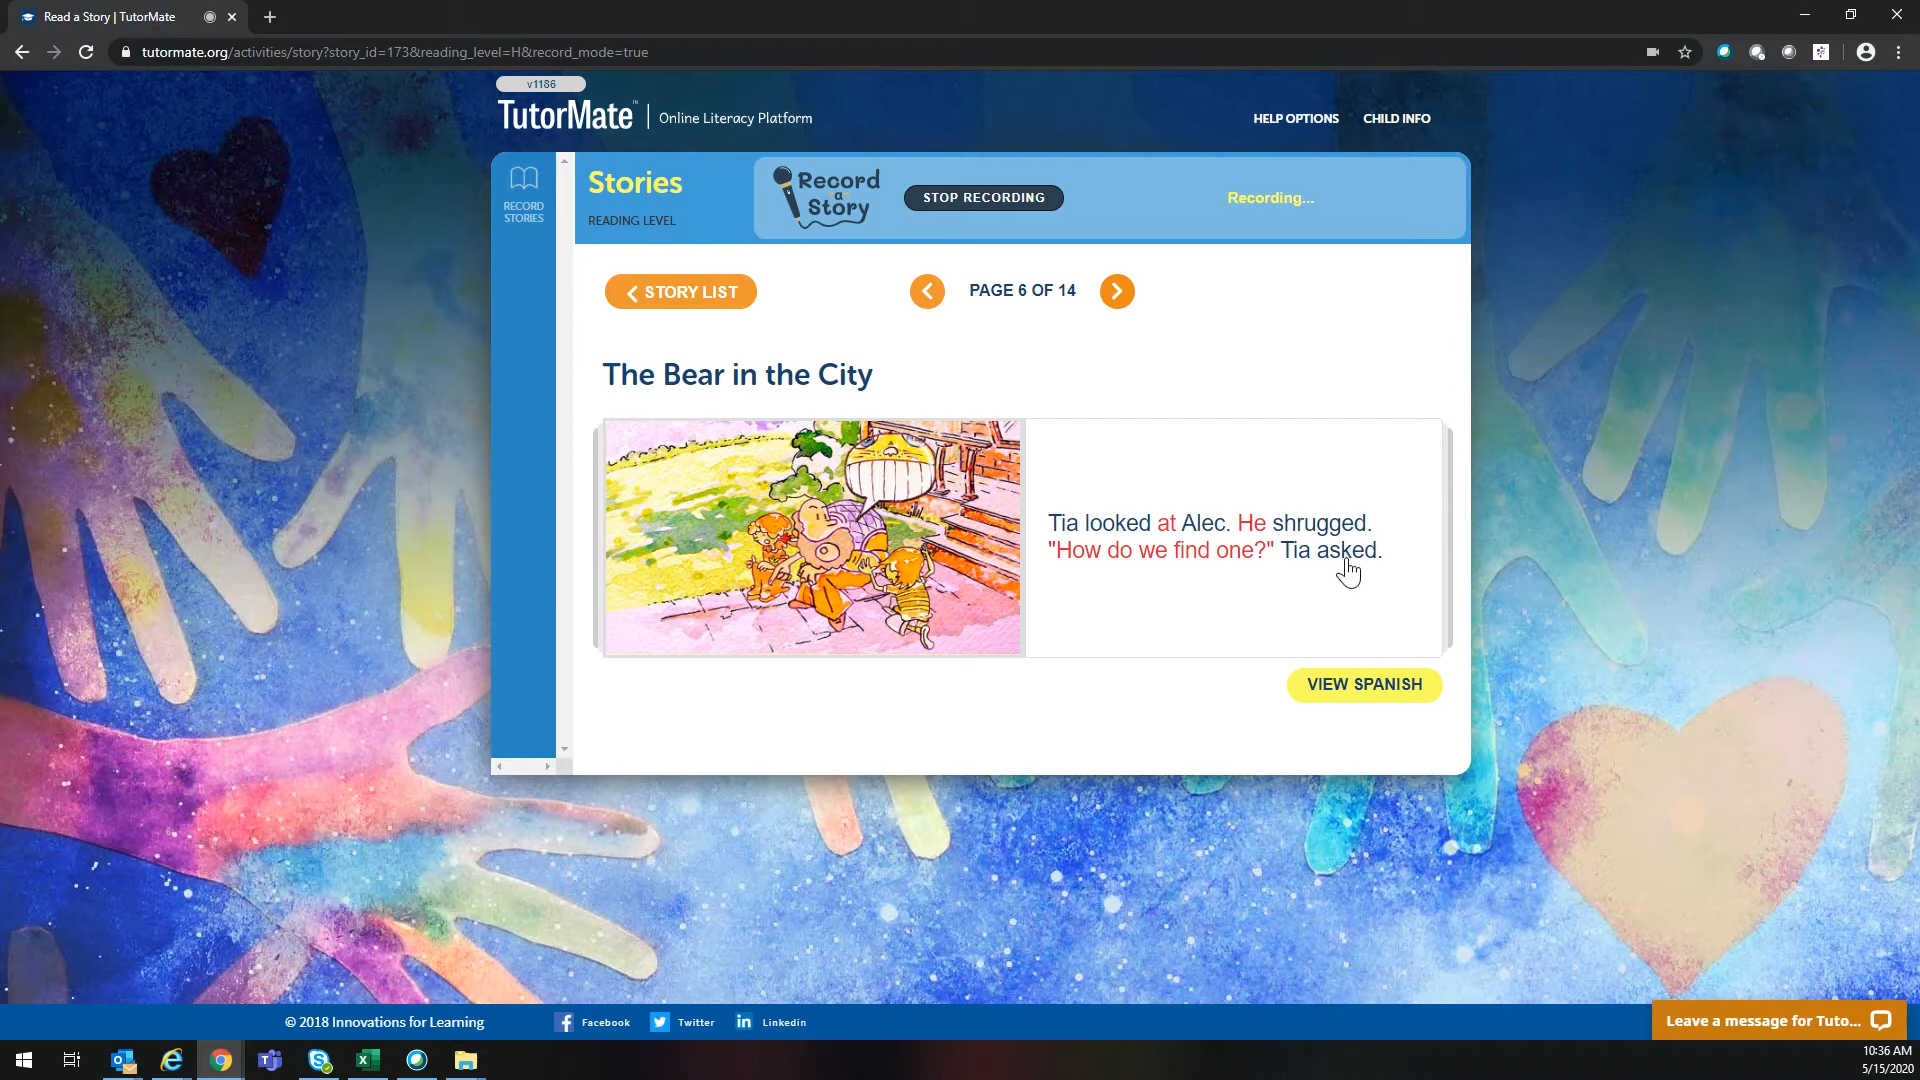 Read a Story | TutorMate
tutormate.org/activities/story?story_id=173&reading_level=H&record_mode=true
v1186
TutorMate™ | Online Literacy Platform
HELP OPTIONS
CHILD INFO
RECORD
STORIES
Stories
READING LEVEL
Record
a
Story
STOP RECORDING
Recording...
STORY LIST
PAGE 6 OF 14
The Bear in the City
Tia looked at Alec. He shrugged.
"How do we find one?" Tia asked.
VIEW SPANISH
© 2018 Innovations for Learning
Facebook
Twitter
Linkedin
Leave a message for Tuto...
10:36 AM
5/15/2020